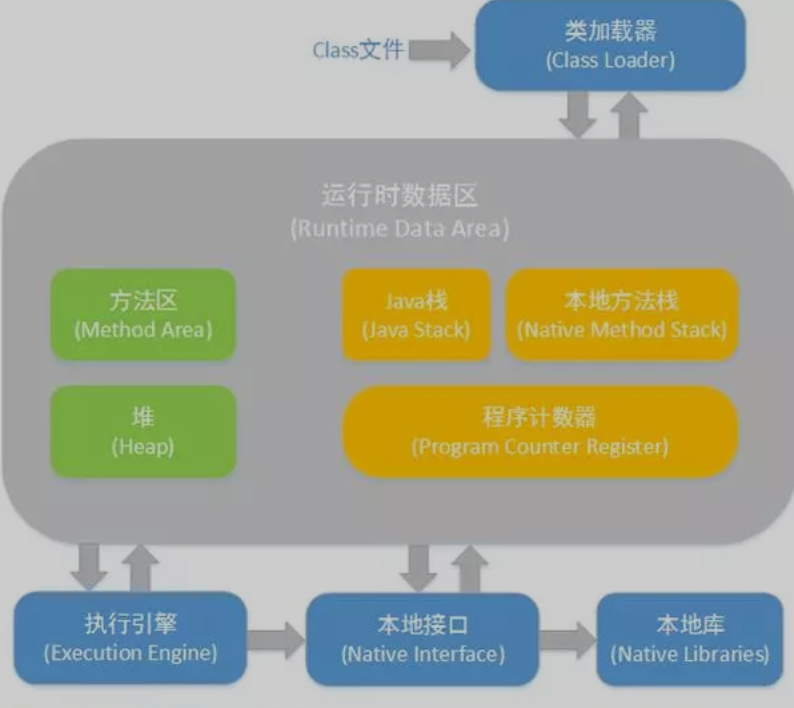 Class文件
类加载器
(Class Loader)
运行时数据区
(Runtime Data Area)
方法区
(Method Area)
Java栈
(Java Stack)
本地方法栈
(Native Method Stack)
堆
(Heap)
程序计数器
(Program Counter Register)
执行引擎
(Execution Engine)
本地接口
(Native Interface)
本地库
(Native Libraries)